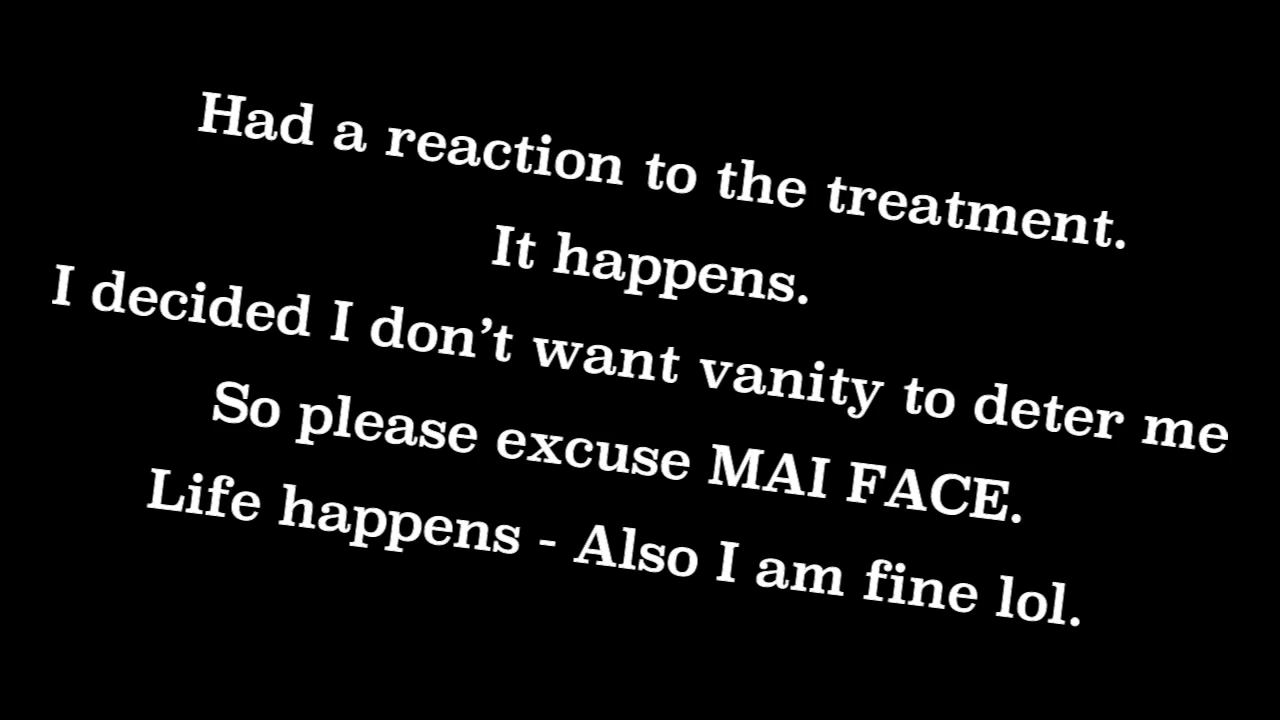 Had a reaction to the treatment.
It happens.
I decided I don’t want vanity to deter me
So please excuse MAI FACE.
Life happens - Also I am fine lol.